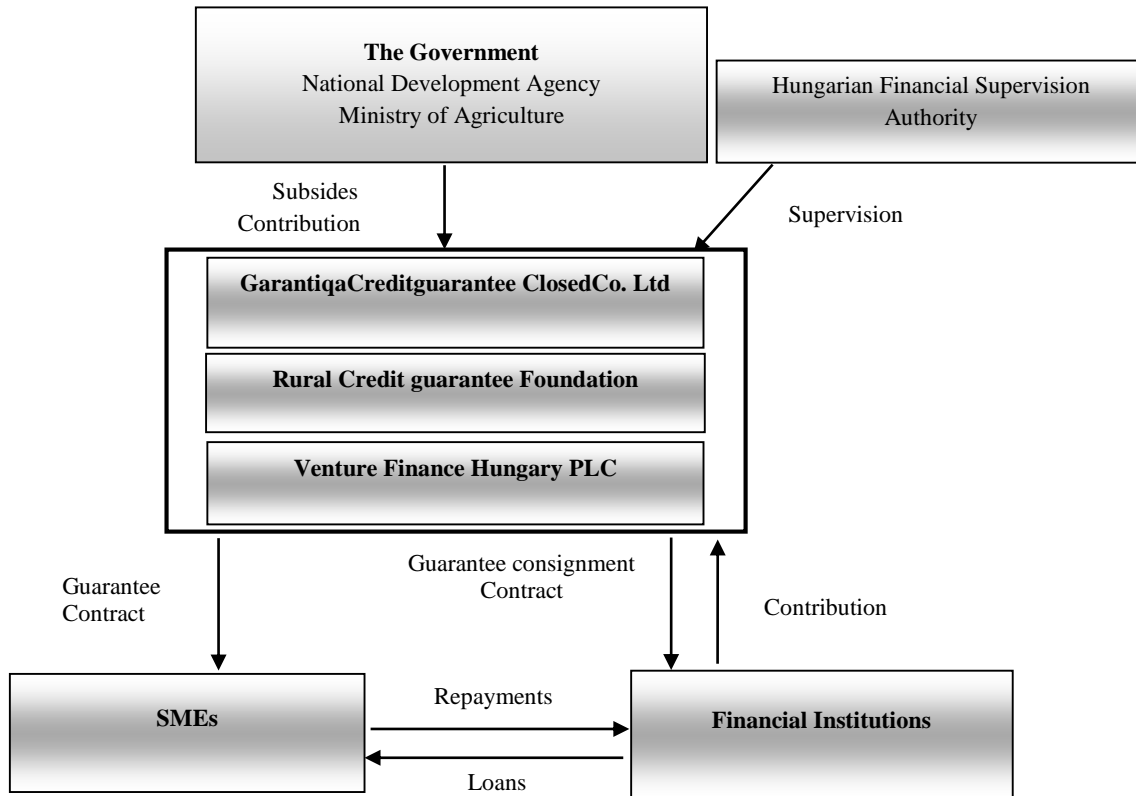 The Government
National Development Agency
Ministry of Agriculture
Hungarian Financial Supervision
Authority
Subsides
Contribution
Supervision
GarantiqaCreditguarantee ClosedCo. Ltd
Rural Credit guarantee Foundation
Venture Finance Hungary PLC
Guarantee
Contract
Guarantee consignment
Contract
Contribution
SMEs
Repayments
Loans
Financial Institutions